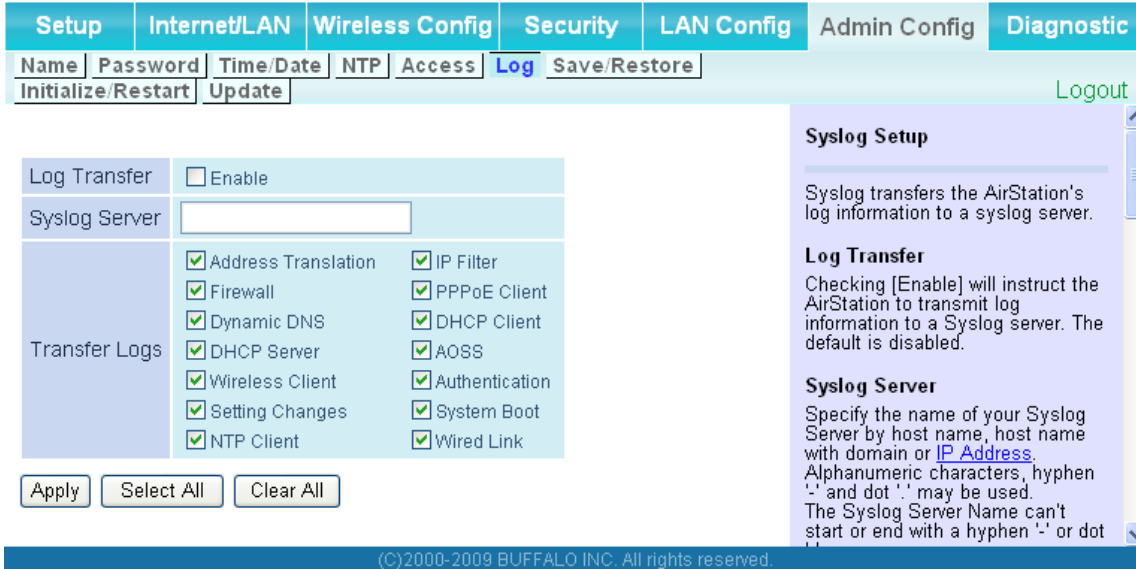 Setup Internet/LAN Wireless Config Security LAN Config Admin Config Diagnostic
Name Password Time/Date NTP Access Log Save/Restore
Initialize/Restart Update
Logout
Log Transfer Enable
Syslog Server
Transfer Logs
Address Translation IP Filter
Firewall PPPoE Client
Dynamic DNS DHCP Client
DHCP Server AOSS
Wireless Client Authentication
Setting Changes System Boot
NTP Client Wired Link
Apply Select All Clear All
Syslog Setup
Syslog transfers the AirStation's
log information to a syslog server.
Log Transfer
Checking [Enable] will instruct the
AirStation to transmit log
information to a Syslog server. The
default is disabled.
Syslog Server
Specify the name of your Syslog
Server by host name, host name
with domain or IP Address.
Alphanumeric characters, hyphen
'-' and dot '.' may be used.
The Syslog Server Name can't
start or end with a hyphen '-' or dot
(C)2000-2009 BUFFALO INC. All rights reserved.